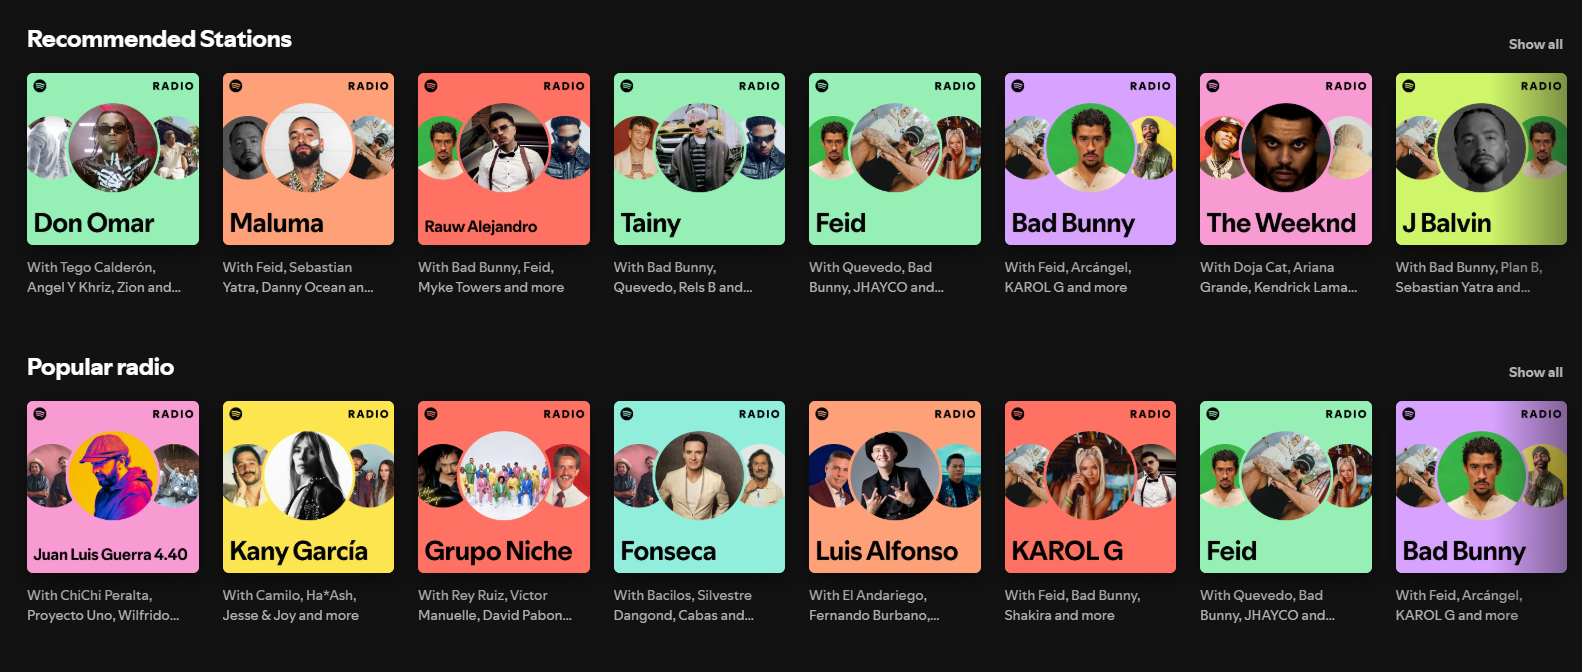 Recommended Stations
Show all
RADIO
Don Omar
With Tego Calderón,
Angel Y Khriz, Zion and...
RADIO
Maluma
With Feid, Sebastian
Yatra, Danny Ocean an...
RADIO
Rauw Alejandro
With Bad Bunny, Feid,
Myke Towers and more
RADIO
Tainy
With Bad Bunny,
Quevedo, Rels B and...
RADIO
Feid
With Quevedo, Bad
Bunny, JHAYCO and...
RADIO
Bad Bunny
With Feid, Arcángel,
KAROL G and more
RADIO
The Weeknd
With Doja Cat, Ariana
Grande, Kendrick Lama...
RADIO
J Balvin
With Bad Bunny, Plan B,
Sebastian Yatra and...
Popular radio
Show all
RADIO
Juan Luis Guerra 4.40
With ChiChi Peralta,
Proyecto Uno, Wilfrido...
RADIO
Kany García
With Camilo, Ha*Ash,
Jesse & Joy and more
RADIO
Grupo Niche
With Rey Ruiz, Víctor
Manuelle, David Pabon...
RADIO
Fonseca
With Bacilos, Silvestre
Dangond, Cabas and...
RADIO
Luis Alfonso
With El Andariego,
Fernando Burbano,...
RADIO
KAROL G
With Feid, Bad Bunny,
Shakira and more
RADIO
Feid
With Quevedo, Bad
Bunny, JHAYCO and...
RADIO
Bad Bunny
With Feid, Arcángel,
KAROL G and more